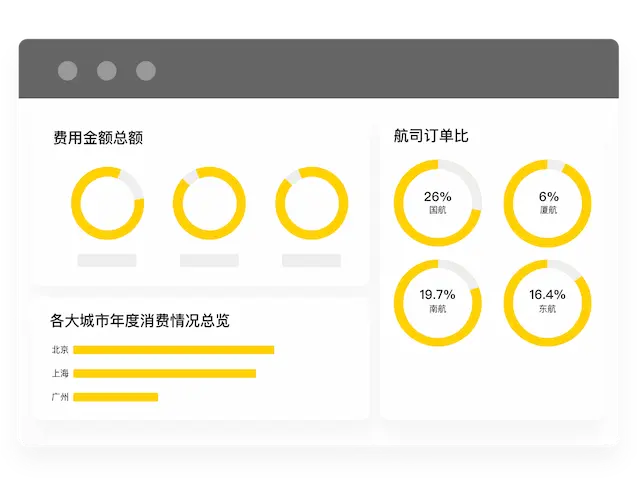 费用金额总额
各大城市年度消费情况总览
北京
上海
广州
航司订单比
26%
国航
6%
厦航
19.7%
南航
16.4%
东航